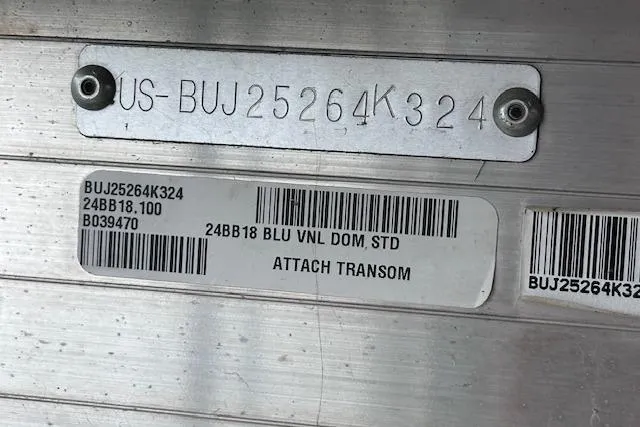 US-BUJ25264K324
BUJ25264K324
24BB18.100
B039470
24BB18 BLU VNL DOM STD
ATTACH TRANSOM
BUJ25264K32